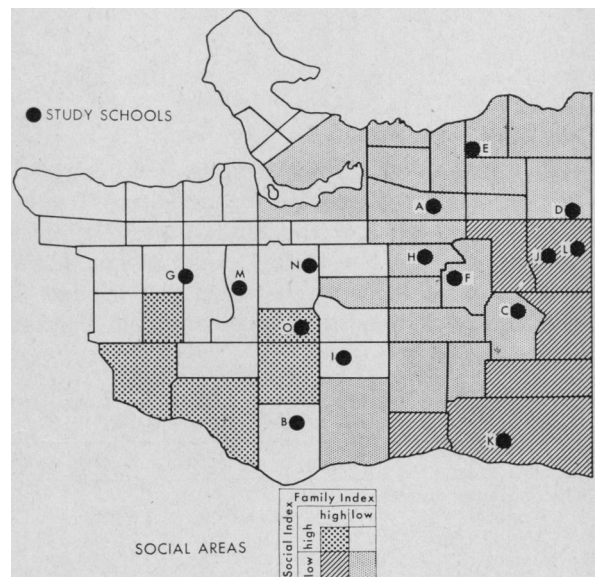 STUDY SCHOOLS
E
A
D
H
J
L
G
M
N
F
O
C
I
B
K
SOCIAL AREAS
Family Index
high low
Social Index
low high